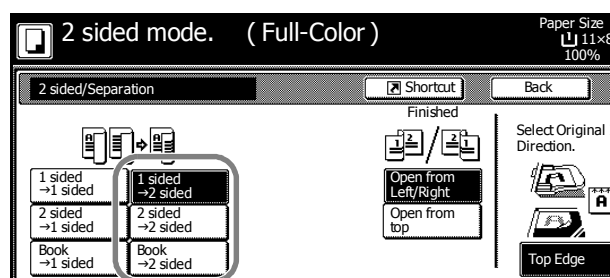 2 sided mode. ( Full-Color )
Paper Size
11×8
100%
2 sided/Separation
Shortcut
Back
Finished
Select Original
Direction.
1 sided
→1 sided
1 sided
→2 sided
Open from
Left/Right
2 sided
→1 sided
2 sided
→2 sided
Open from
top
Book
→1 sided
Book
→2 sided
Top Edge